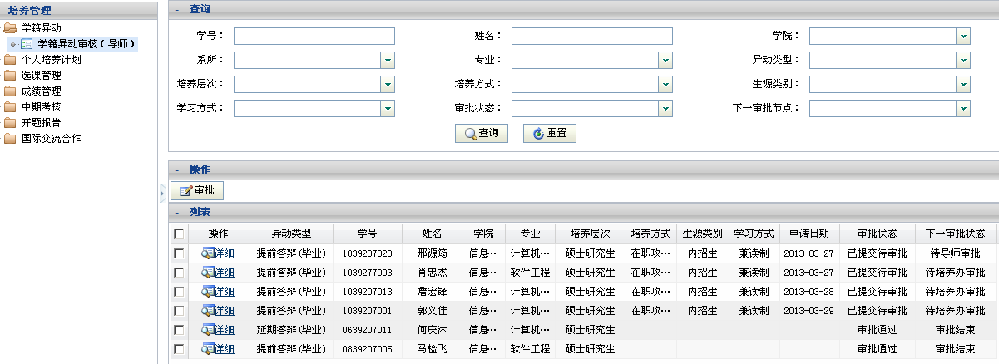 培养管理
学籍异动
学籍异动审核(导师)
个人培养计划
选课管理
成绩管理
中期考核
开题报告
国际交流合作
- 查询
学号： 姓名： 学院：
系所： 专业： 异动类型：
培养层次： 培养方式： 生源类别：
学习方式： 审批状态： 下一审批节点：
查询 重置
- 操作
审批
- 列表
操作 异动类型 学号 姓名 学院 专业 培养层次 培养方式 生源类别 学习方式 申请日期 审批状态 下一审批状态
详细 提前答辩(毕业) 1039207020 邢源筠 信息… 计算机… 硕士研究生 在职攻… 内招生 兼读制 2013-03-27 已提交待审批 待导师审批
详细 提前答辩(毕业) 1039277003 肖忠杰 信息… 软件工程 硕士研究生 在职攻… 内招生 兼读制 2013-03-27 已提交待审批 待培养办审批
详细 提前答辩(毕业) 1039207013 詹宏锋 信息… 计算机… 硕士研究生 在职攻… 内招生 兼读制 2013-03-28 已提交待审批 待培养办审批
详细 提前答辩(毕业) 1039207001 郭义佳 信息… 计算机… 硕士研究生 在职攻… 内招生 兼读制 2013-03-29 已提交待审批 待培养办审批
详细 延期答辩(毕业) 0639207011 何庆沐 信息… 计算机… 硕士研究生 审批通过 审批结束
详细 提前答辩(毕业) 0839207005 马检飞 信息… 软件工程 硕士研究生 审批通过 审批结束